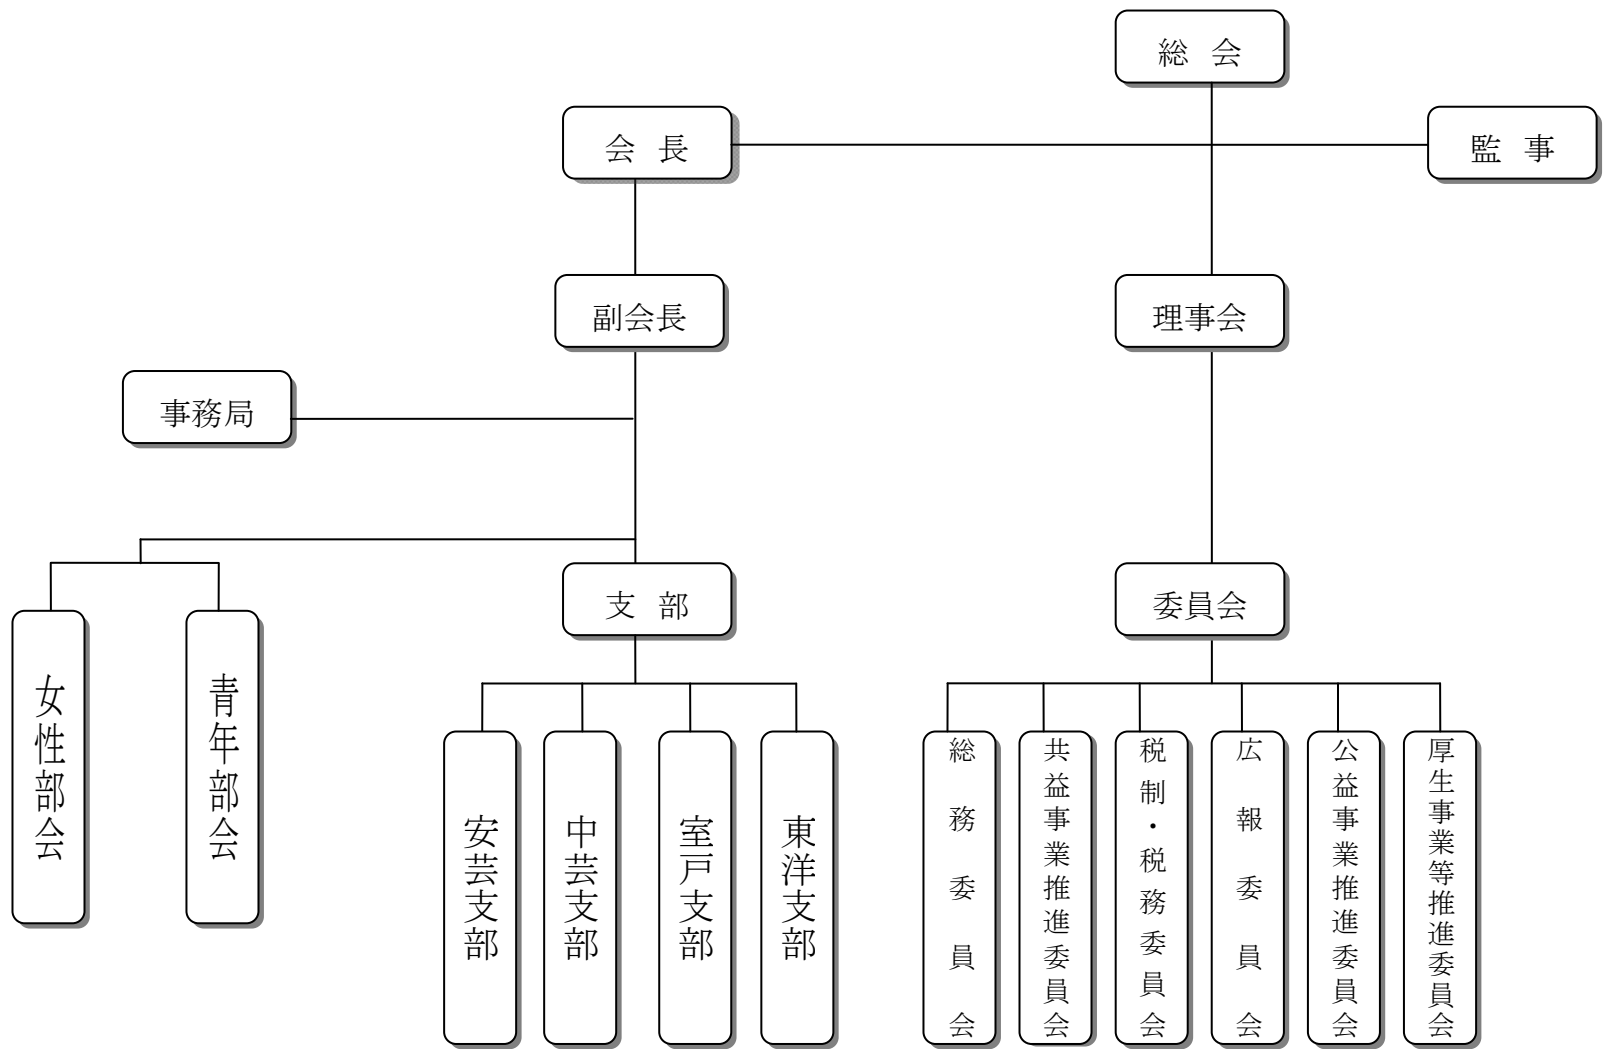 総 会
会 長
監 事
副会長
理事会
事務局
支 部
委員会
女性部会
青年部会
安芸支部
中芸支部
室戸支部
東洋支部
総務委員会
共益事業推進委員会
税制・税務委員会
広報委員会
公益事業推進委員会
厚生事業等推進委員会